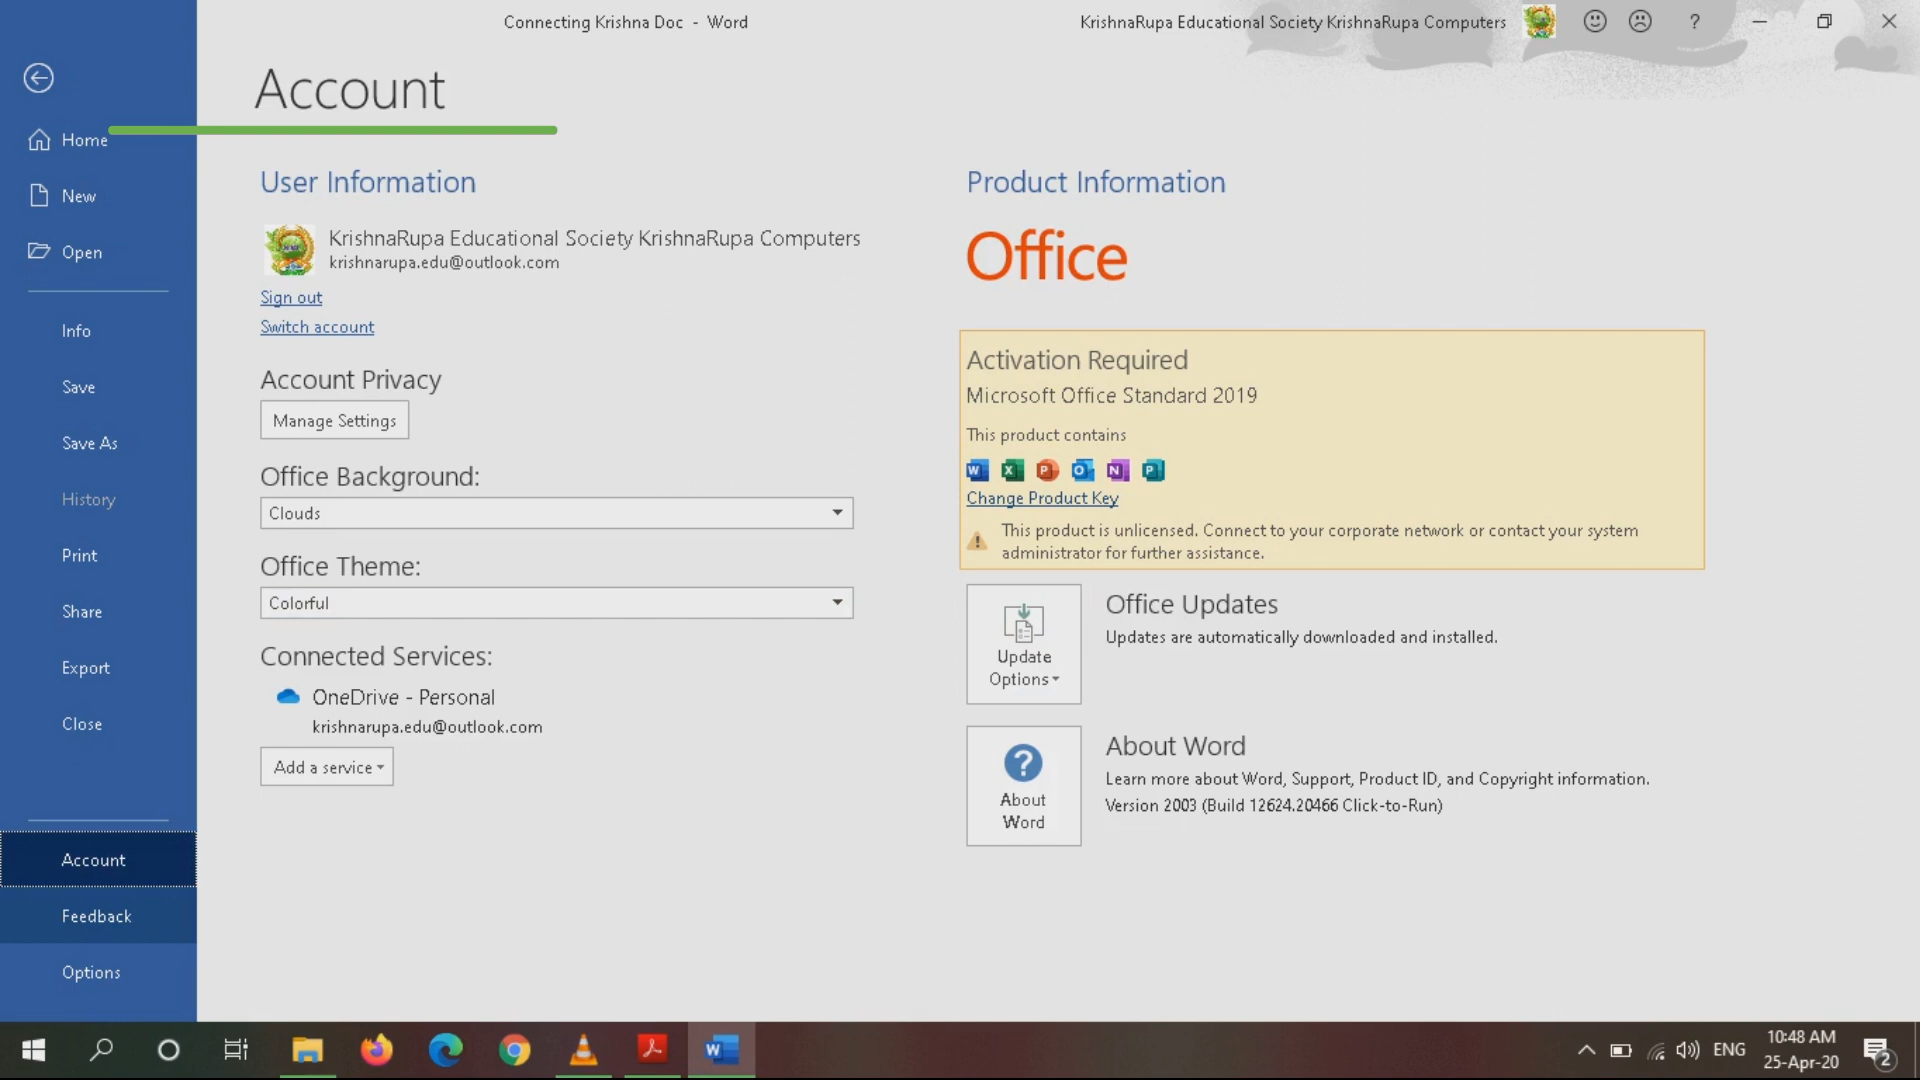 Connecting Krishna Doc - Word
KrishnaRupa Educational Society KrishnaRupa Computers
?
Account
Home
New
Open
Info
Save
Save As
History
Print
Share
Export
Close
Account
Feedback
Options
User Information
KrishnaRupa Educational Society KrishnaRupa Computers
krishnarupa.edu@outlook.com
Sign out
Switch account
Account Privacy
Manage Settings
Office Background:
Clouds
Office Theme:
Colorful
Connected Services:
OneDrive - Personal
krishnarupa.edu@outlook.com
Add a service
Product Information
Office
Activation Required
Microsoft Office Standard 2019
This product contains
W X P O N P
Change Product Key
This product is unlicensed. Connect to your corporate network or contact your system
administrator for further assistance.
Update
Options
Office Updates
Updates are automatically downloaded and installed.
?
About
Word
About Word
Learn more about Word, Support, Product ID, and Copyright information.
Version 2003 (Build 12624.20466 Click-to-Run)
W
ENG
10:48 AM
25-Apr-20
2